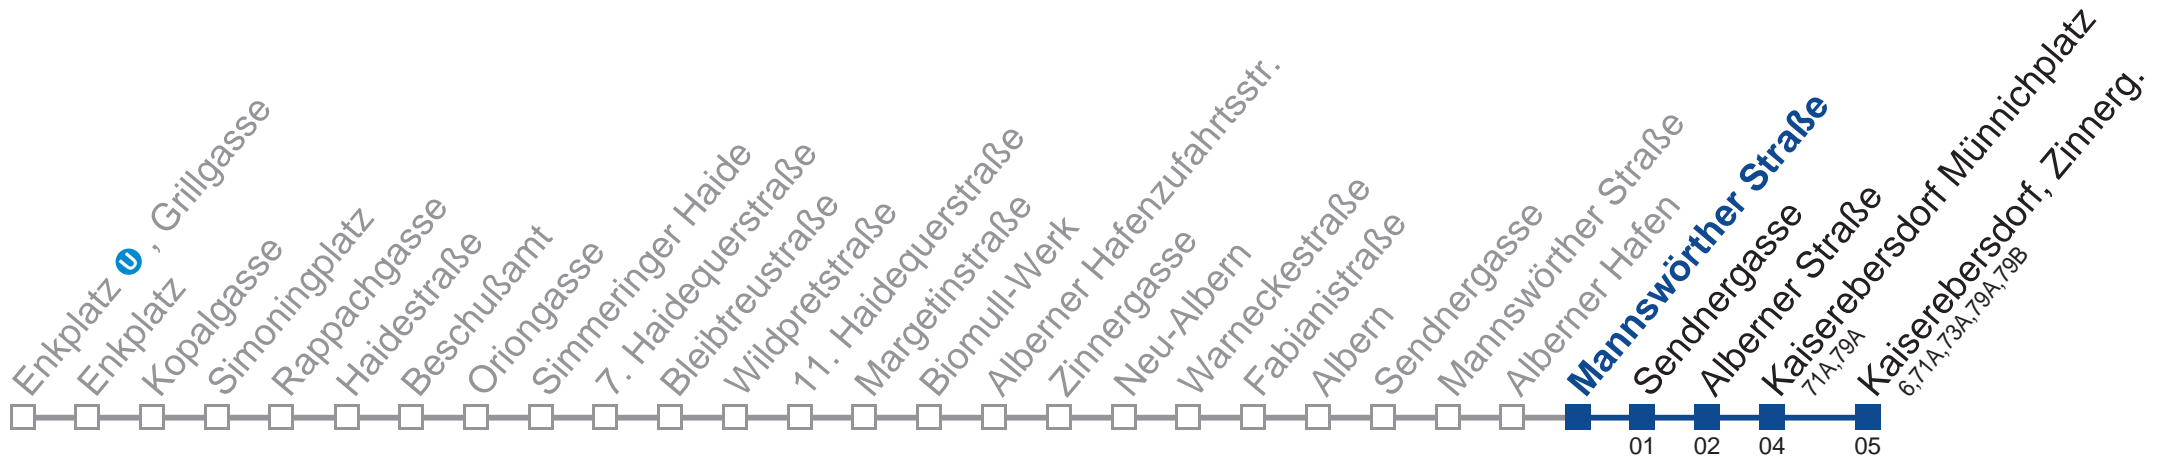 Enkplatz U , Grillgasse
Enkplatz
Kopalgasse
Simoningplatz
Rappachgasse
Haidestraße
Beschußamt
Oriongasse
Simmeringer Haide
7. Haidequerstraße
Bleibtreustraße
Wildpretstraße
11. Haidequerstraße
Margetinstraße
Biomull-Werk
Alberner Hafenzufahrtsstr.
Zinnergasse
Neu-Albern
Warneckestraße
Fabianistraße
Albern
Sendnergasse
Mannswörther Straße
Alberner Hafen
Mannswörther Straße
Sendnergasse
Alberner Straße
Kaiserebersdorf Münnichplatz
71A,79A
Kaiserebersdorf, Zinnerg.
6,71A,73A,79A,79B
01 02 04 05